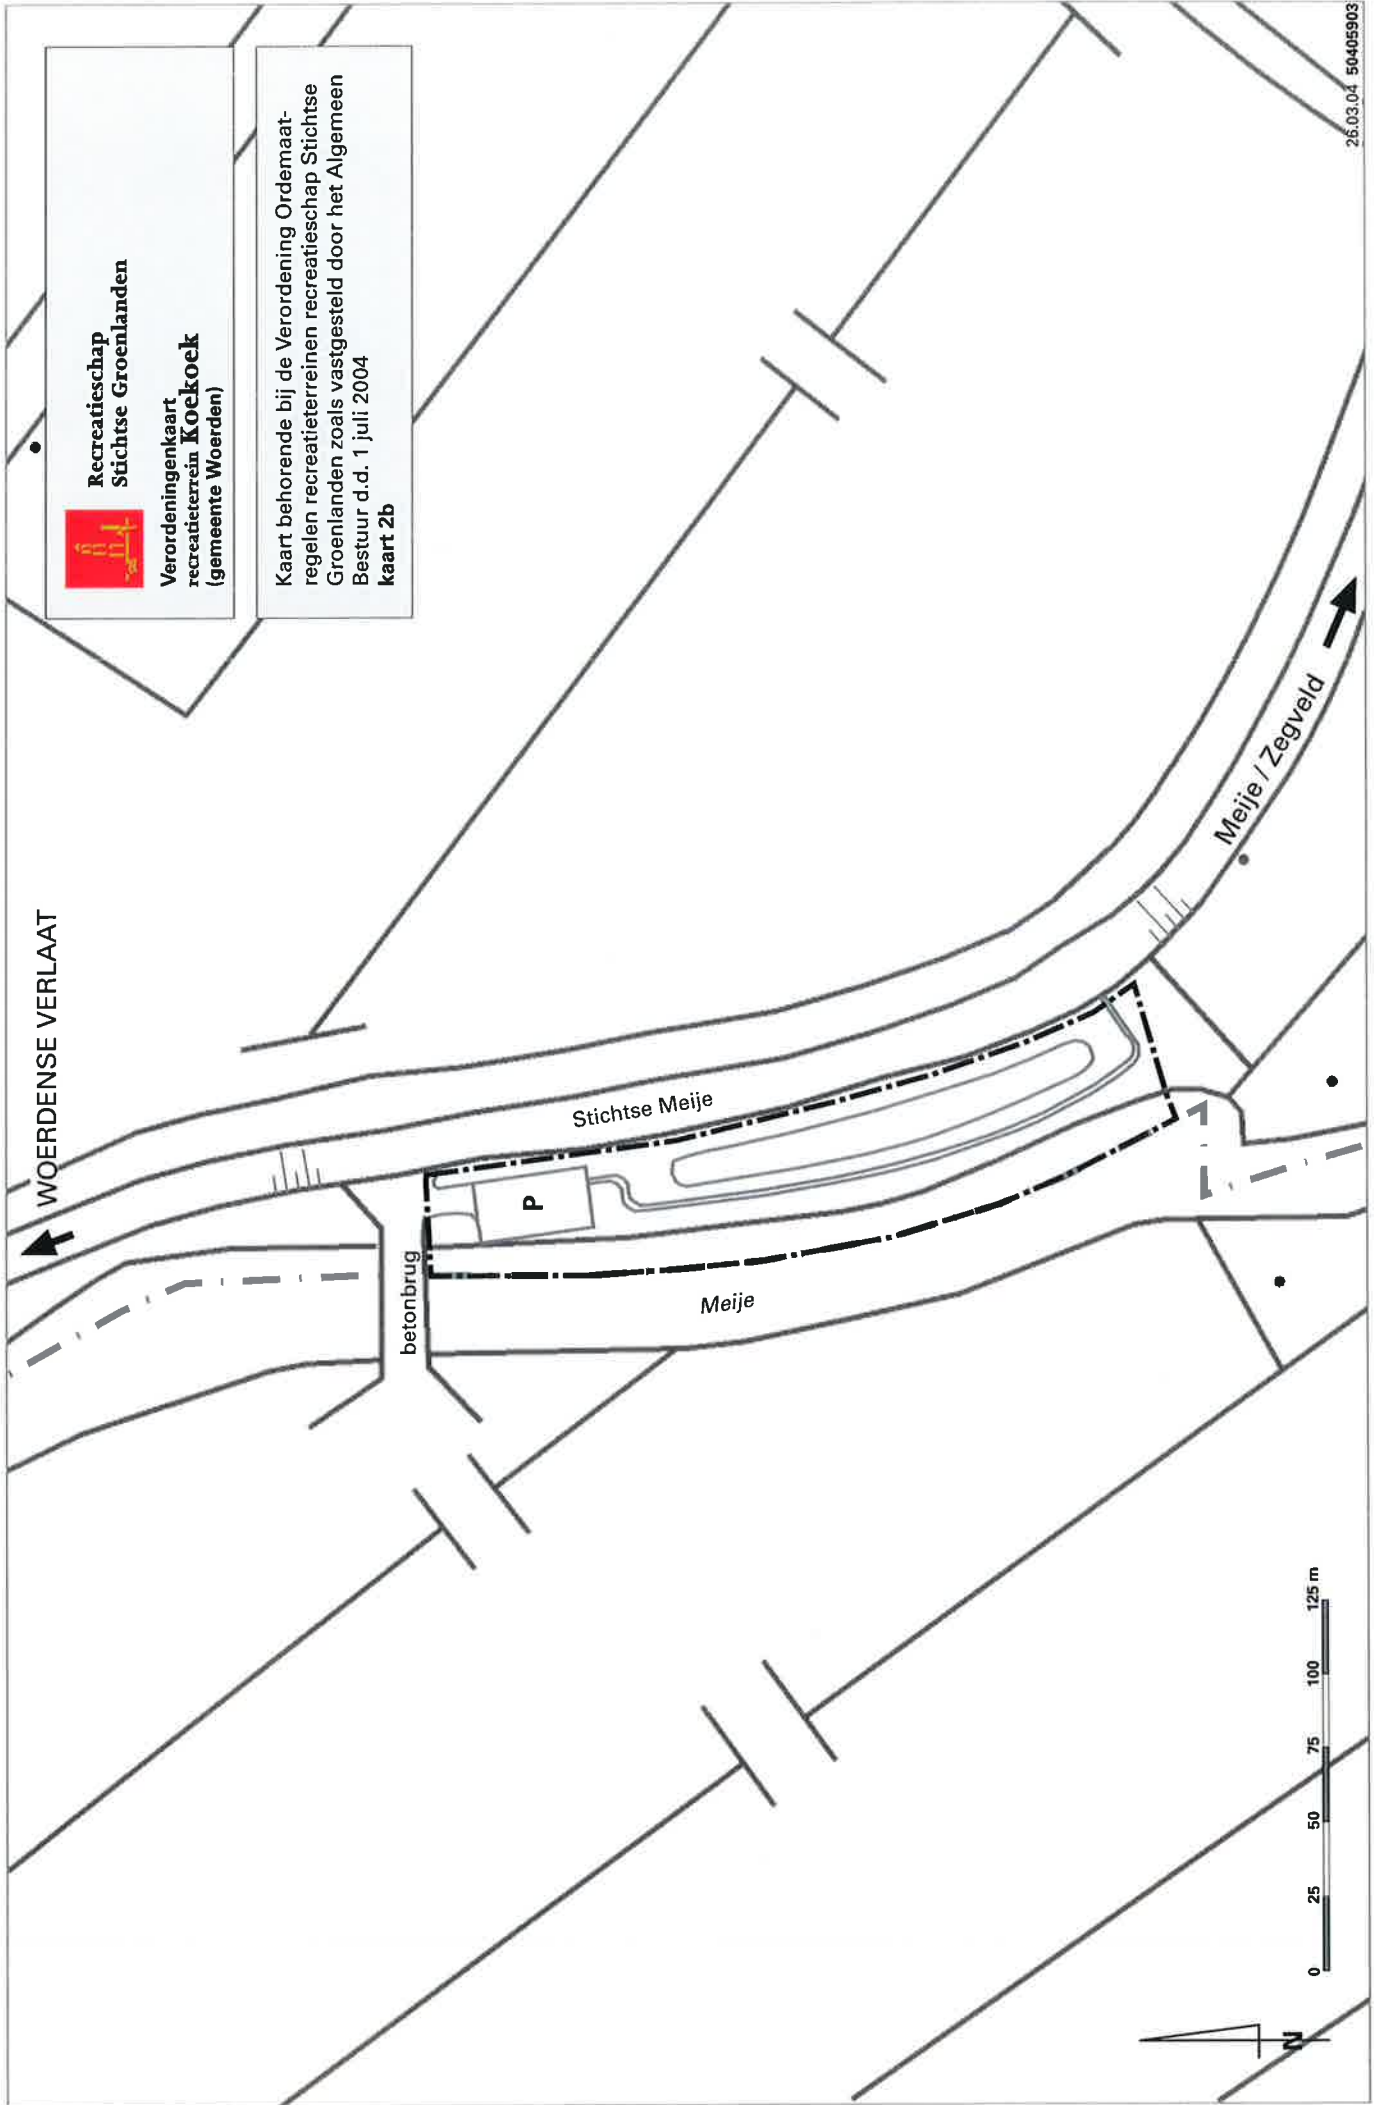 Recreatieschap
Stichtse Groenlanden
Verordeningenkaart
recreatieterrein Koekoek
(gemeente Woerden)
Kaart behorende bij de Verordening Ordemaat-
regelen recreatieterreinen recreatieschap Stichtse
Groenlanden zoals vastgesteld door het Algemeen
Bestuur d.d. 1 juli 2004
kaart 2b
WOERDENSE VERLAAT
Stichtse Meije
P
betonbrug
Meije
Meije / Zegveld
0 25 50 75 100 125 m
N
26.03.04 50405903